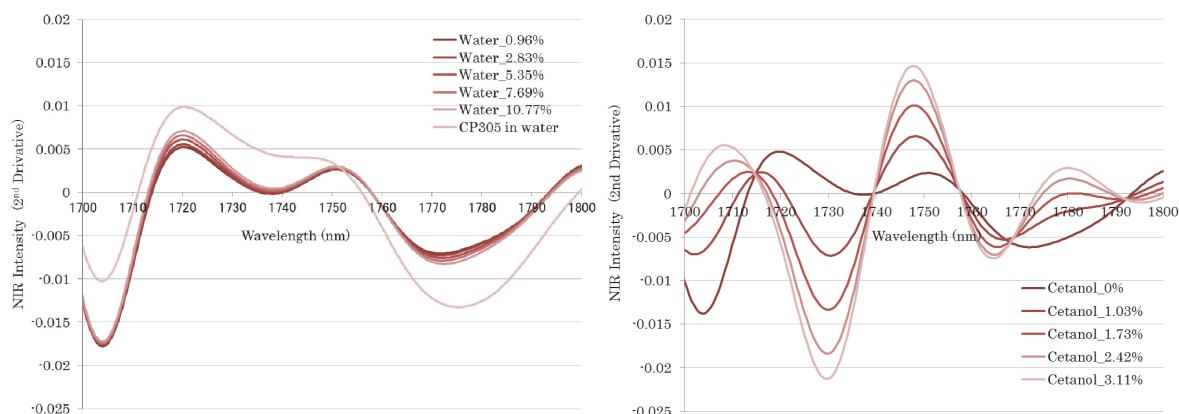 0.02
0.015
0.01
0.005
0
-0.005
-0.01
-0.015
-0.02
-0.025
NIR Intensity (2nd Drivative)
1700 1710 1720 1730 1740 1750 1760 1770 1780 1790 1800
Wavelength (nm)
Water_0.96%
Water_2.83%
Water_5.35%
Water_7.69%
Water_10.77%
CP305 in water
0.02
0.015
0.01
0.005
0
-0.005
-0.01
-0.015
-0.02
-0.025
NIR Intensity (2nd Drivative)
1700 1710 1720 1730 1740 1750 1760 1770 1780 1790 1800
Wavelength (nm)
Cetanol_0%
Cetanol_1.03%
Cetanol_1.73%
Cetanol_2.42%
Cetanol_3.11%